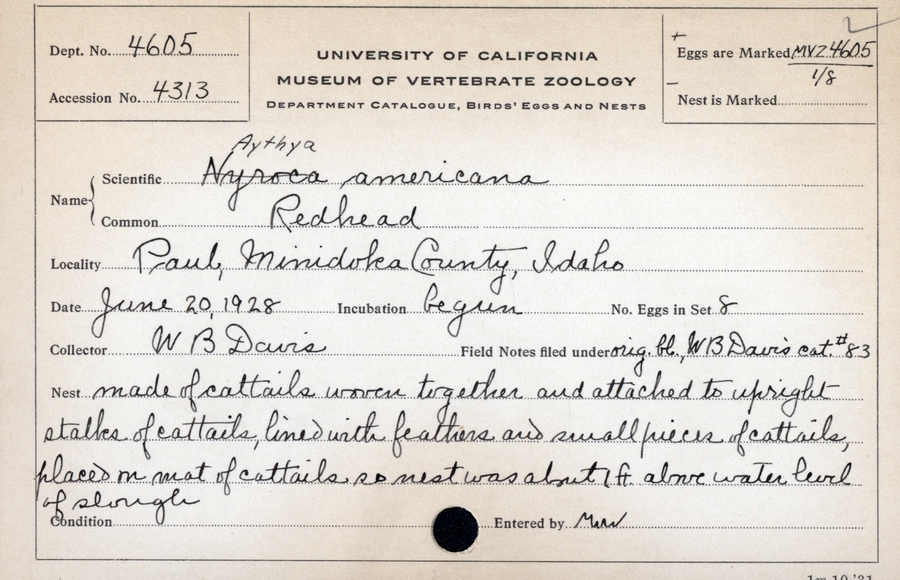 2
Dept. No. 4605
Accession No. 4313
UNIVERSITY OF CALIFORNIA
MUSEUM OF VERTEBRATE ZOOLOGY
DEPARTMENT CATALOGUE, BIRDS' EGGS AND NESTS
+ Eggs are Marked MVZ 4605
1/8
– Nest is Marked
Aythya
Name Scientific Nyroca americana
Common Redhead
Locality Paul, Minidoka County, Idaho
Date June 20, 1928 Incubation begun No. Eggs in Set 8
Collector W B Davis Field Notes filed under orig. bl., W B Davis cat. #83
Nest made of cattails woven together and attached to upright
stalks of cattails, lined with feathers and small pieces of cattails,
placed on mat of cattails so nest was about 1 ft. above water level
of slough
Condition Entered by
1m 10 '31